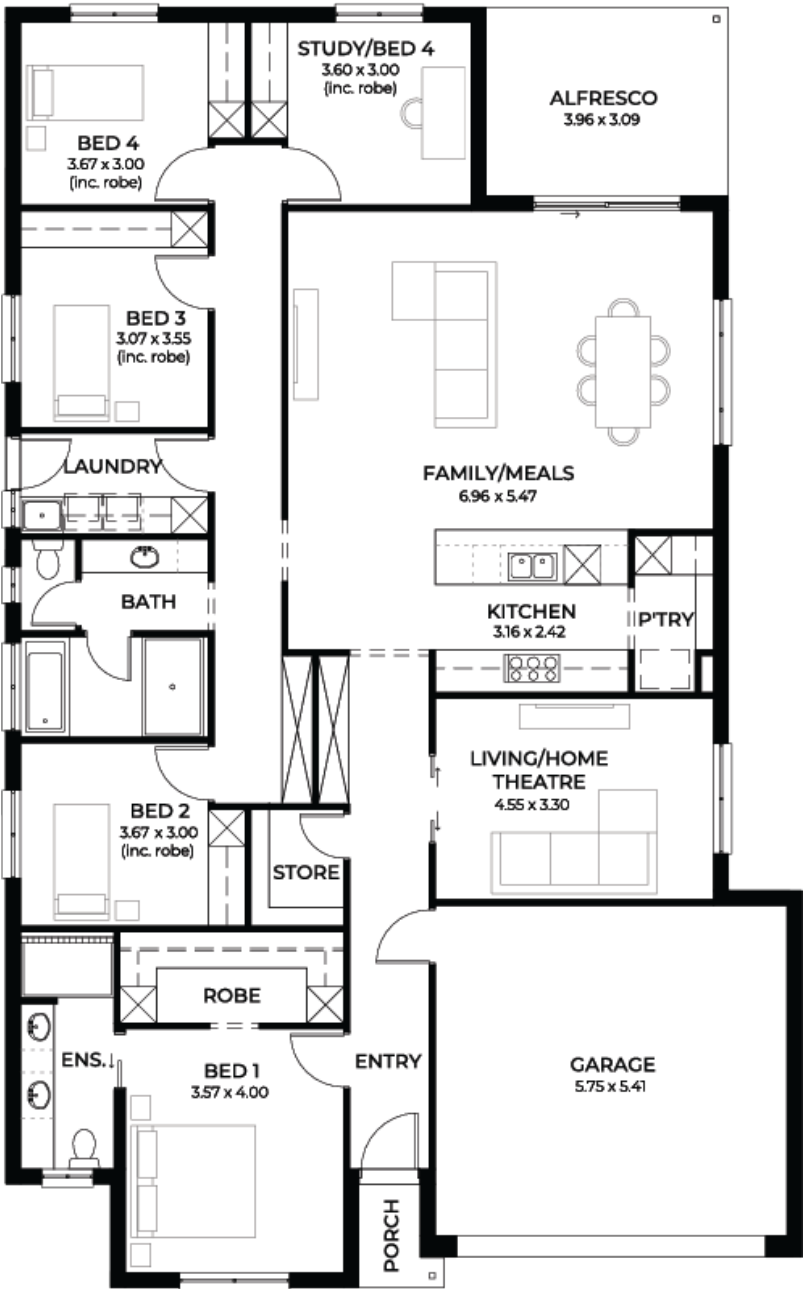 STUDY/BED 4
3.60 x 3.00
(inc. robe)
ALFRESCO
3.96 x 3.09
BED 4
3.67 x 3.00
(inc. robe)
BED 3
3.07 x 3.55
(inc. robe)
LAUNDRY
FAMILY/MEALS
6.96 x 5.47
BATH
KITCHEN
3.16 x 2.42
P'TRY
LIVING/HOME
THEATRE
4.55 x 3.30
BED 2
3.67 x 3.00
(inc. robe)
STORE
ROBE
ENS.
BED 1
3.57 x 4.00
ENTRY
GARAGE
5.75 x 5.41
PORCH